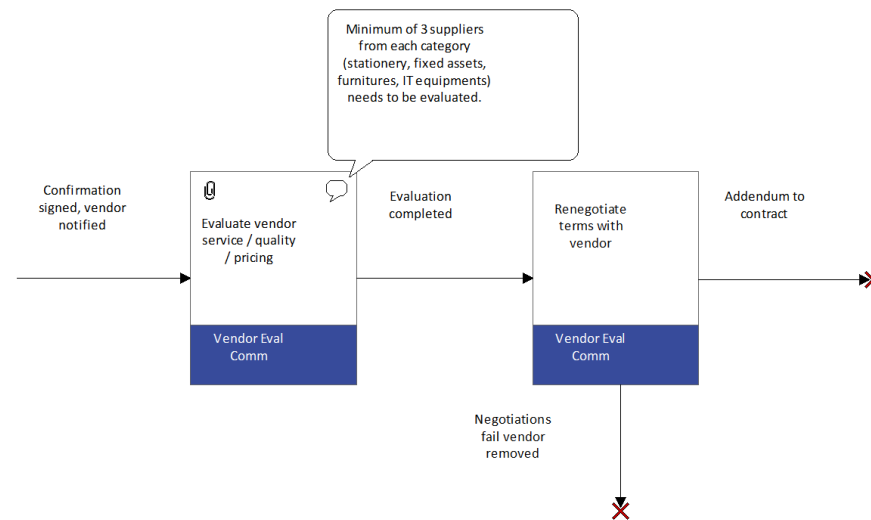 Minimum of 3 suppliers
from each category
(stationery, fixed assets,
furnitures, IT equipments)
needs to be evaluated.
Confirmation
signed, vendor
notified
Evaluate vendor
service / quality
/ pricing
Vendor Eval
Comm
Evaluation
completed
Renegotiate
terms with
vendor
Vendor Eval
Comm
Addendum to
contract
Negotiations
fail vendor
removed